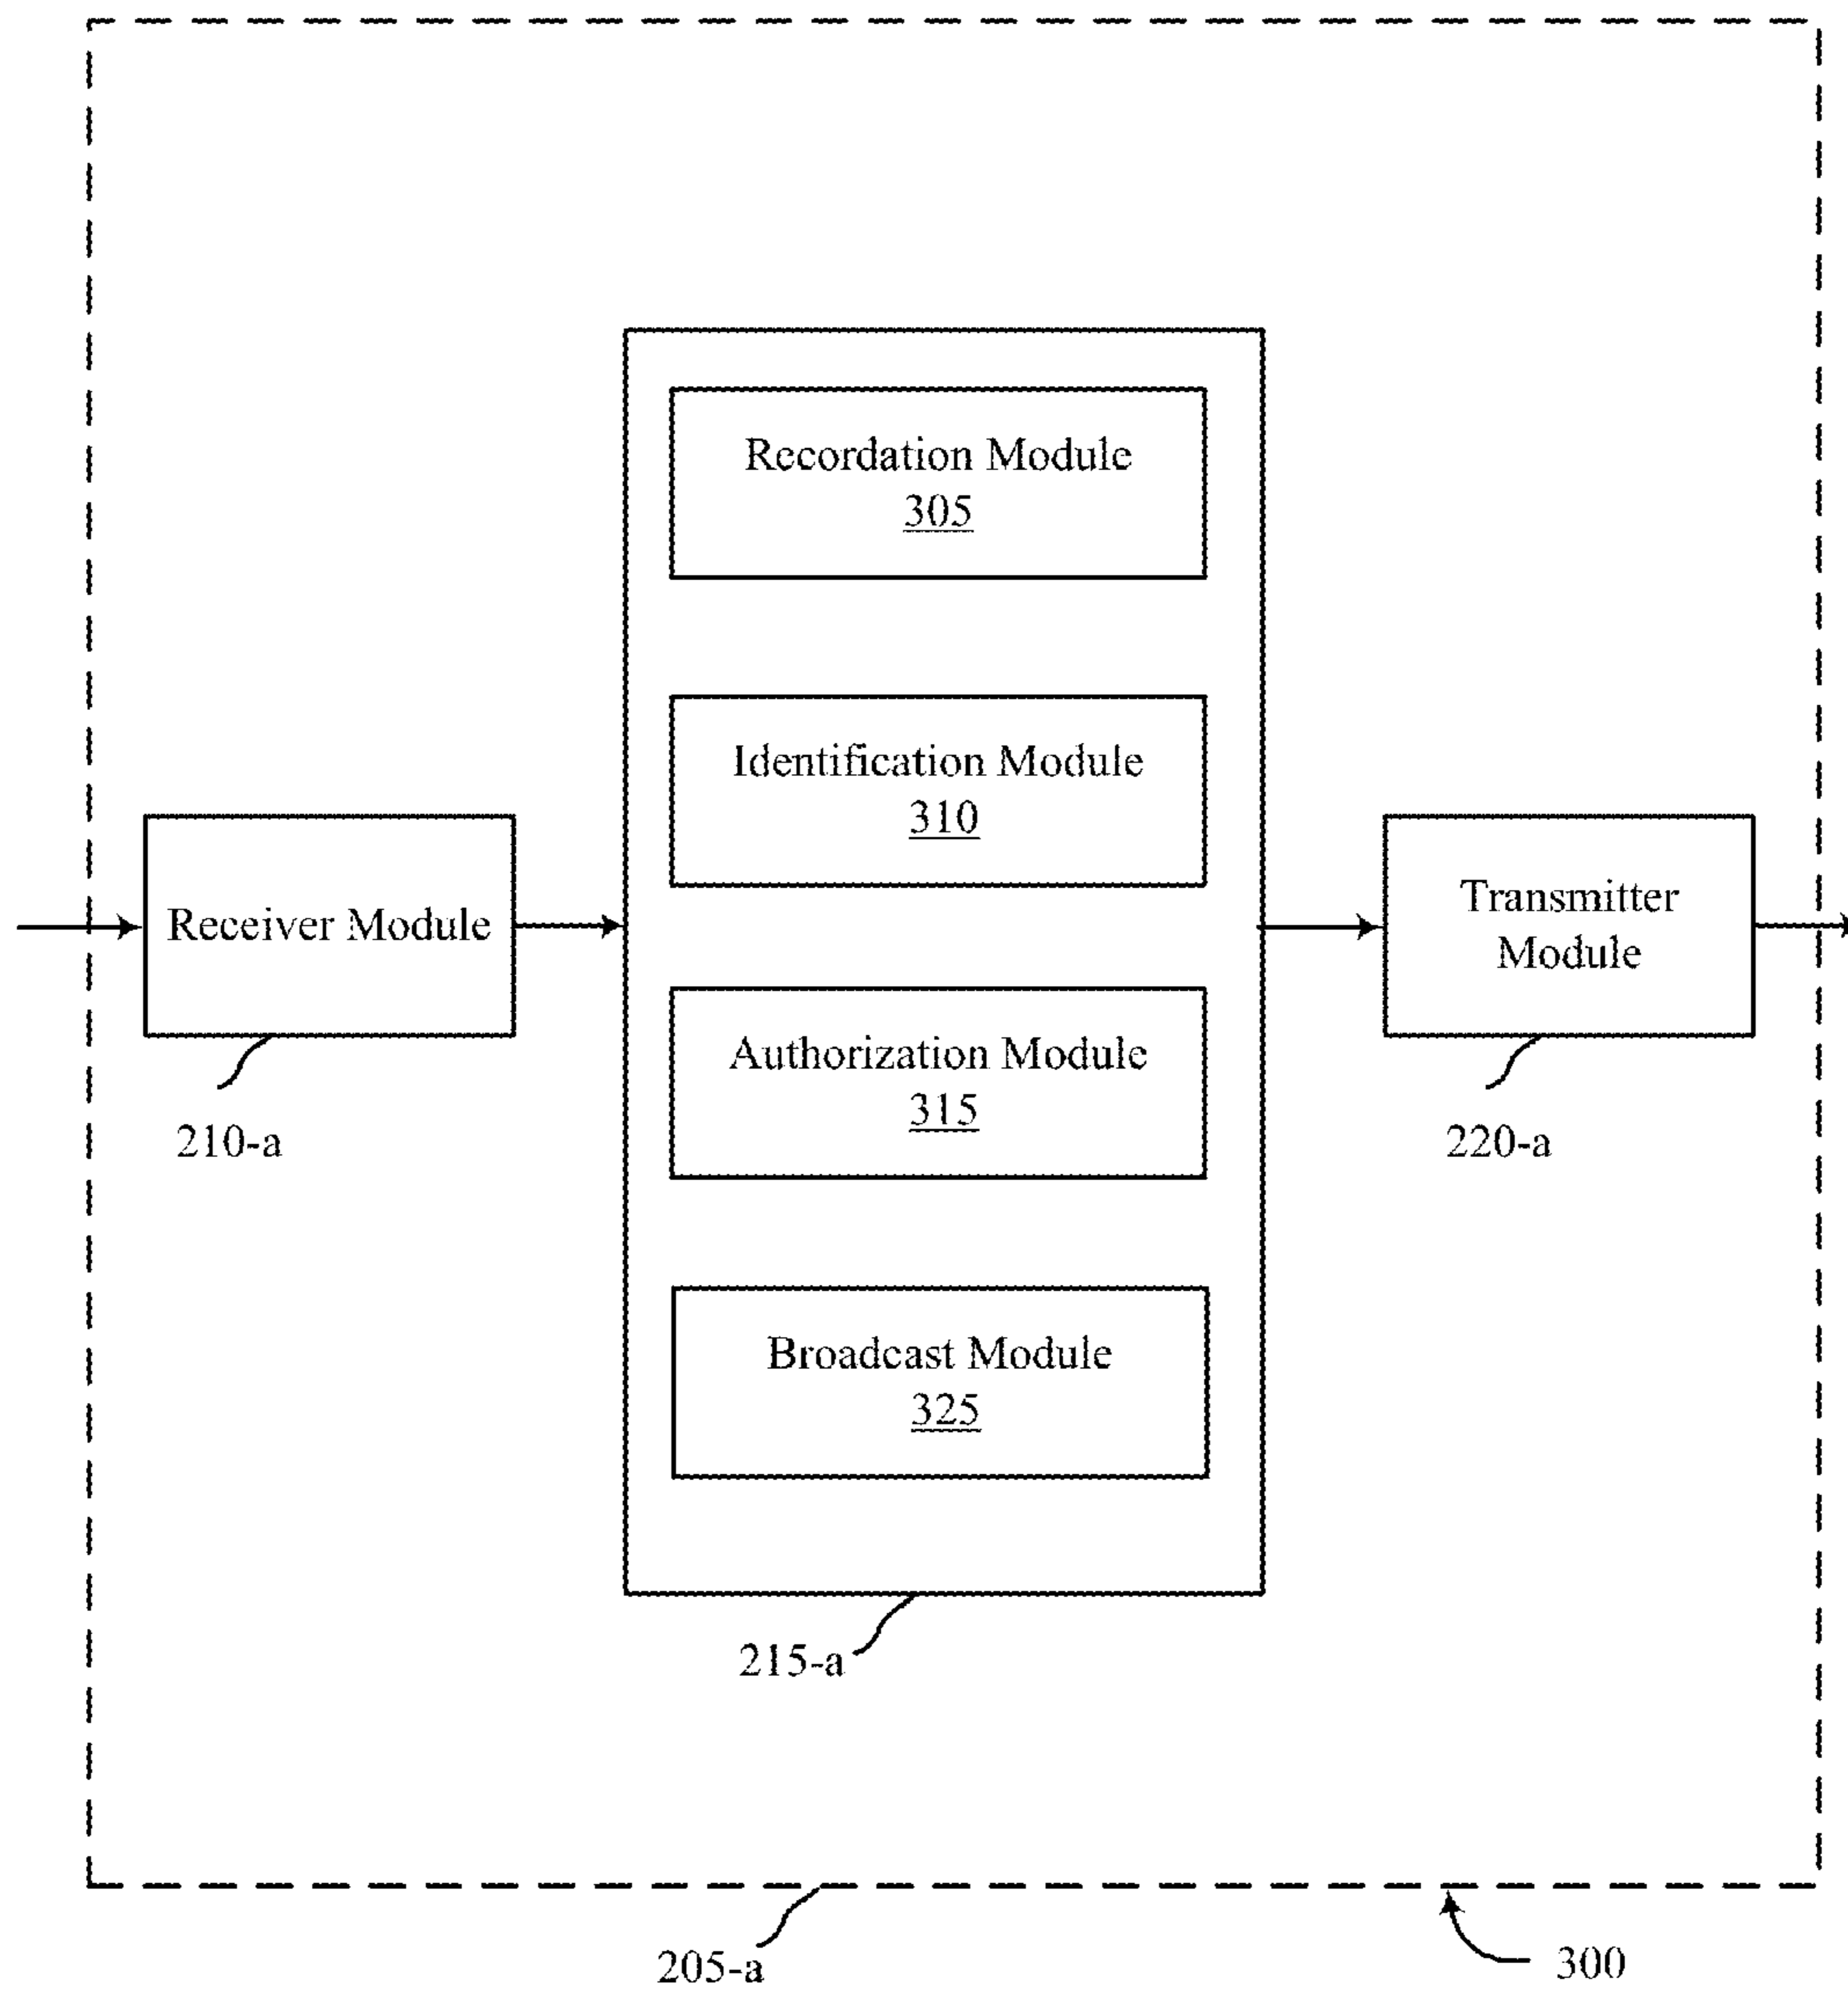 Recordation Module
305
Identification Module
310
Receiver Module
210-a
Authorization Module
315
Transmitter
Module
220-a
Broadcast Module
325
215-a
205-a
300